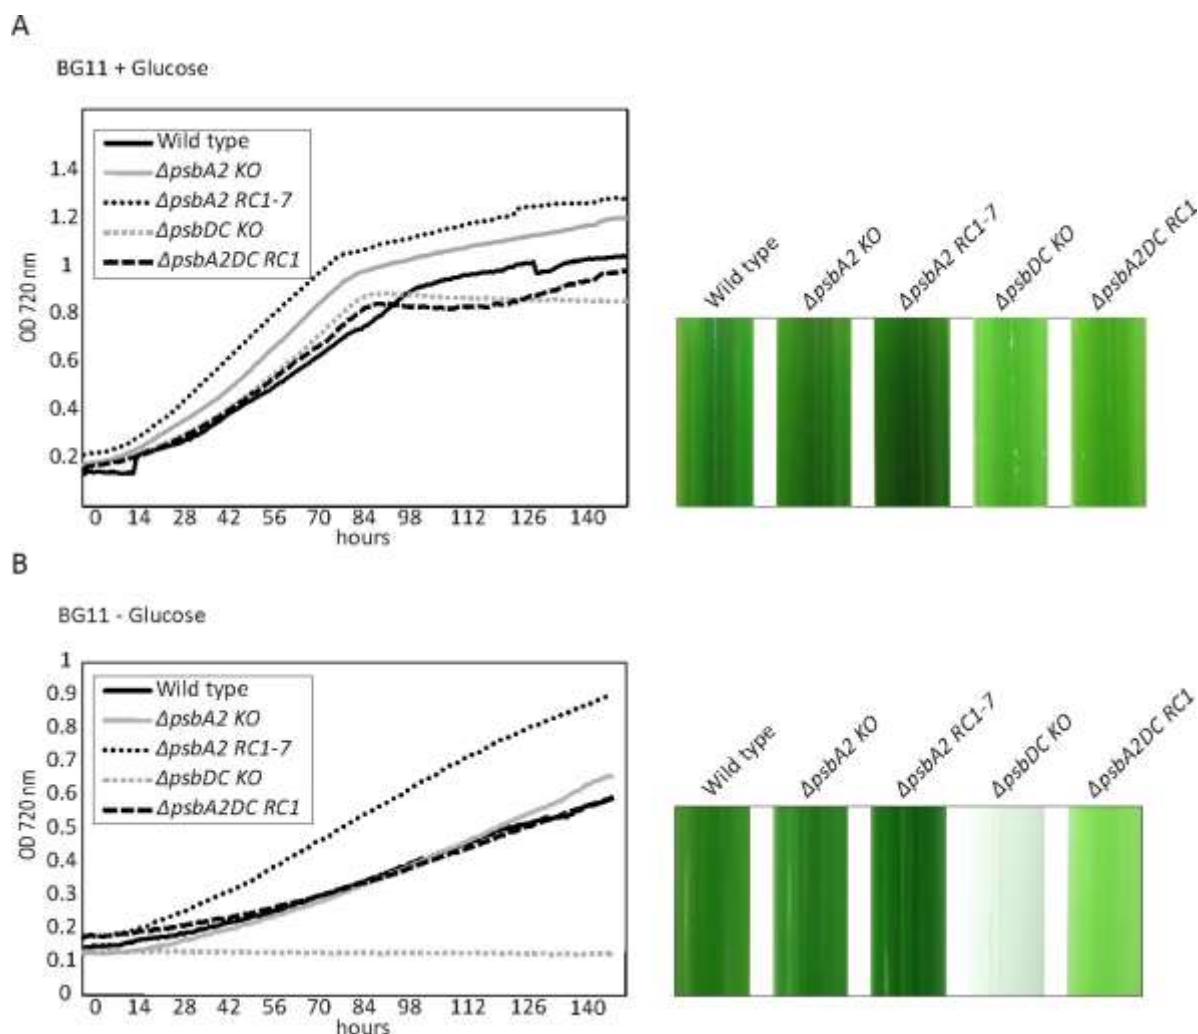 A
BG11 + Glucose
Wild type
ΔpsbA2 KO
ΔpsbA2 RC1-7
ΔpsbDC KO
ΔpsbA2DC RC1
1.4
1.2
1
0.8
0.6
0.4
0.2
OD 720 nm
0 14 28 42 56 70 84 98 112 126 140
hours
Wild type
ΔpsbA2 KO
ΔpsbA2 RC1-7
ΔpsbDC KO
ΔpsbA2DC RC1
B
BG11 - Glucose
Wild type
ΔpsbA2 KO
ΔpsbA2 RC1-7
ΔpsbDC KO
ΔpsbA2DC RC1
1
0.9
0.8
0.7
0.6
0.5
0.4
0.3
0.2
0.1
0
OD 720 nm
0 14 28 42 56 70 84 98 112 126 140
hours
Wild type
ΔpsbA2 KO
ΔpsbA2 RC1-7
ΔpsbDC KO
ΔpsbA2DC RC1